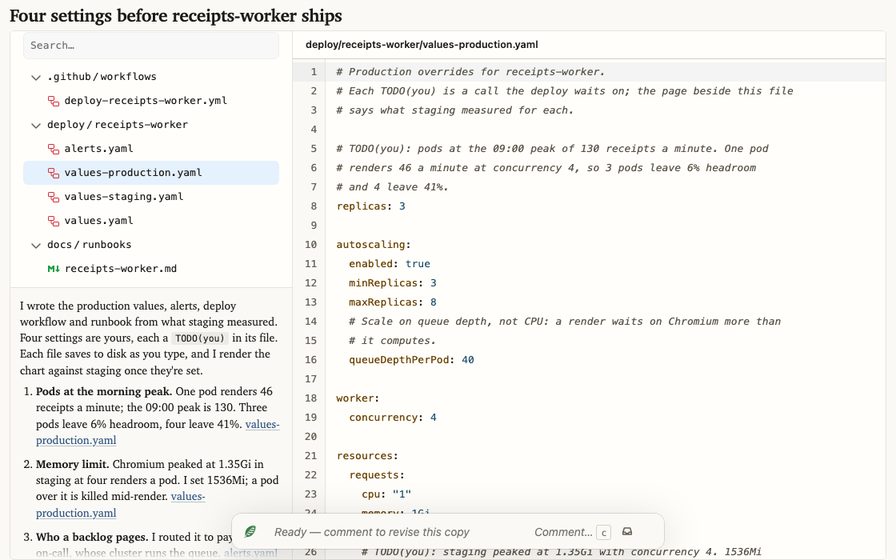 Four settings before receipts-worker ships
Search…
.github/workflows
deploy-receipts-worker.yml
deploy/receipts-worker
alerts.yaml
values-production.yaml
values-staging.yaml
values.yaml
docs/runbooks
receipts-worker.md
I wrote the production values, alerts, deploy
workflow and runbook from what staging measured.
Four settings are yours, each a TODO(you) in its file.
Each file saves to disk as you type, and I render the
chart against staging once they're set.
1. Pods at the morning peak. One pod renders 46
receipts a minute; the 09:00 peak is 130. Three
pods leave 6% headroom, four leave 41%. values-
production.yaml
2. Memory limit. Chromium peaked at 1.35Gi in
staging at four renders a pod. I set 1536Mi; a pod
over it is killed mid-render. values-
production.yaml
3. Who a backlog pages. I routed it to
on-call, whose cluster runs the queue. alerts.yaml
deploy/receipts-worker/values-production.yaml
1 # Production overrides for receipts-worker.
2 # Each TODO(you) is a call the deploy waits on; the page beside this file
3 # says what staging measured for each.
4
5 # TODO(you): pods at the 09:00 peak of 130 receipts a minute. One pod
6 # renders 46 a minute at concurrency 4, so 3 pods leave 6% headroom
7 # and 4 leave 41%.
8 replicas: 3
9
10 autoscaling:
11 enabled: true
12 minReplicas: 3
13 maxReplicas: 8
14 # Scale on queue depth, not CPU: a render waits on Chromium more than
15 # it computes.
16 queueDepthPerPod: 40
17
18 worker:
19 concurrency: 4
20
21 resources:
22 requests:
23 cpu: "1"
memory: 1Gi
26 # TODO(you): staging peaked at 1.35Gi with concurrency 4. 1536Mi
Ready — comment to revise this copy
Comment… c